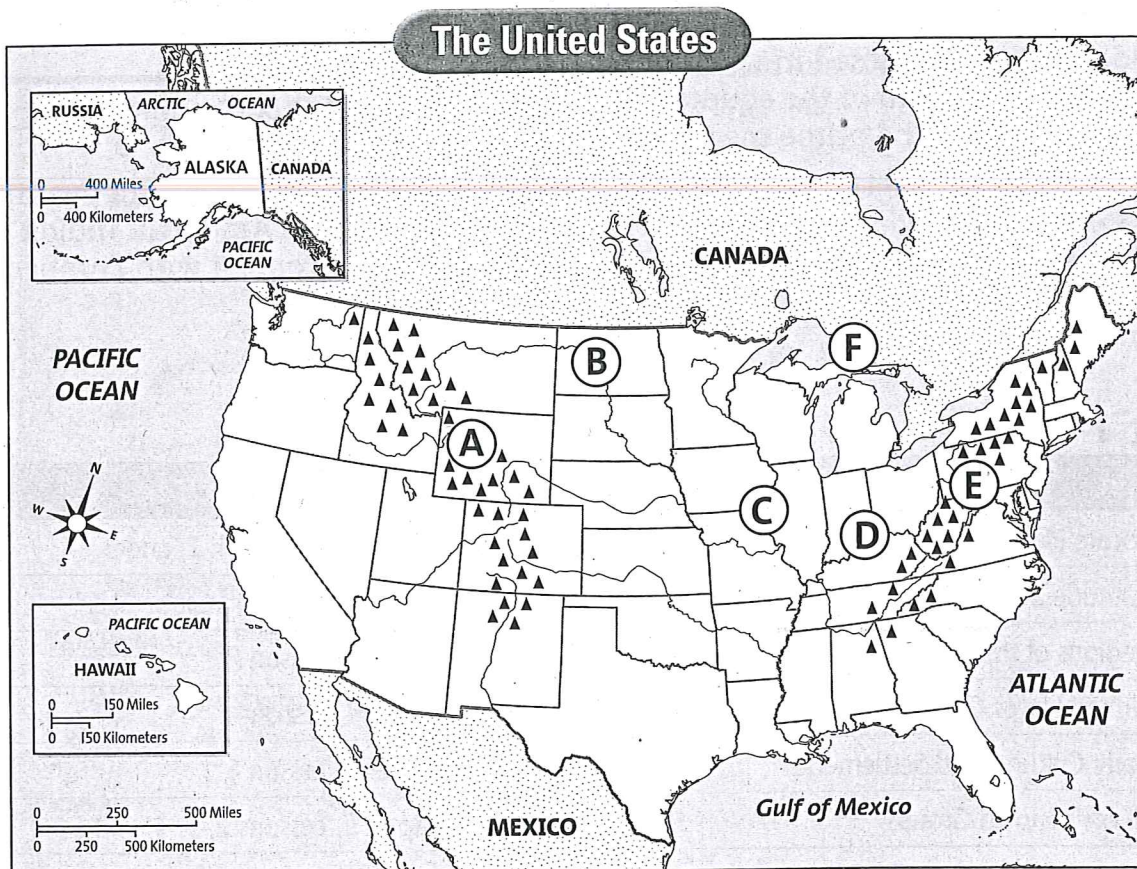 The United States
RUSSIA
ARCTIC OCEAN
ALASKA
CANADA
0 400 Miles
0 400 Kilometers
PACIFIC
OCEAN
CANADA
PACIFIC
OCEAN
A
B
C
D
E
F
N
W
E
S
PACIFIC OCEAN
HAWAII
0 150 Miles
0 150 Kilometers
ATLANTIC
OCEAN
Gulf of Mexico
MEXICO
0 250 500 Miles
0 250 500 Kilometers